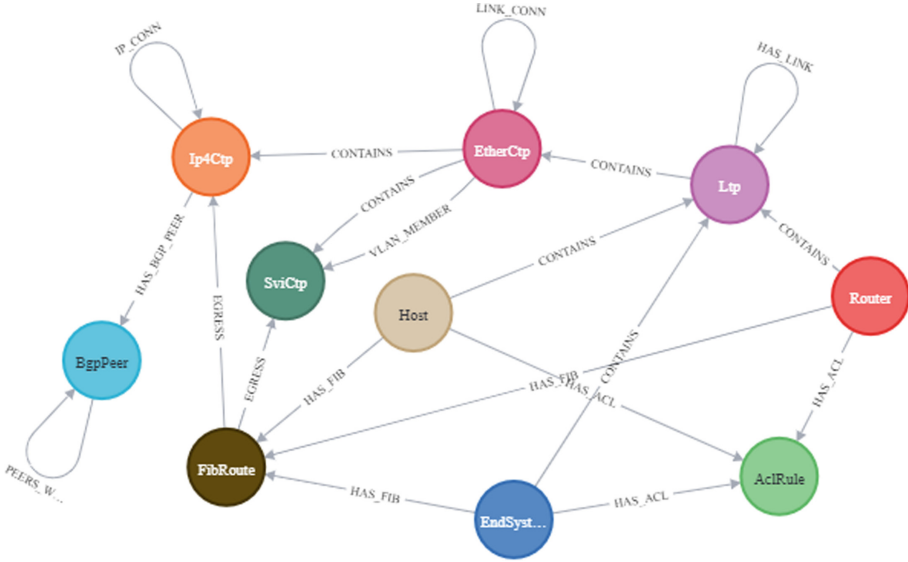 LINK_CONN
IP_CONN
HAS_LINK
EtherCtp
Ip4Ctp
CONTAINS
CONTAINS
Ltp
CONTAINS
VLAN_MEMBER
CONTAINS
CONTAINS
HAS_BGP_PEER
SviCtp
Host
Router
EGRESS
BgpPeer
EGRESS
HAS_FIB
CONTAINS
HAS_FIB
HAS_ACL
HAS_ACL
PEERS_W...
FibRoute
AclRule
HAS_FIB
HAS_ACL
EndSyst...